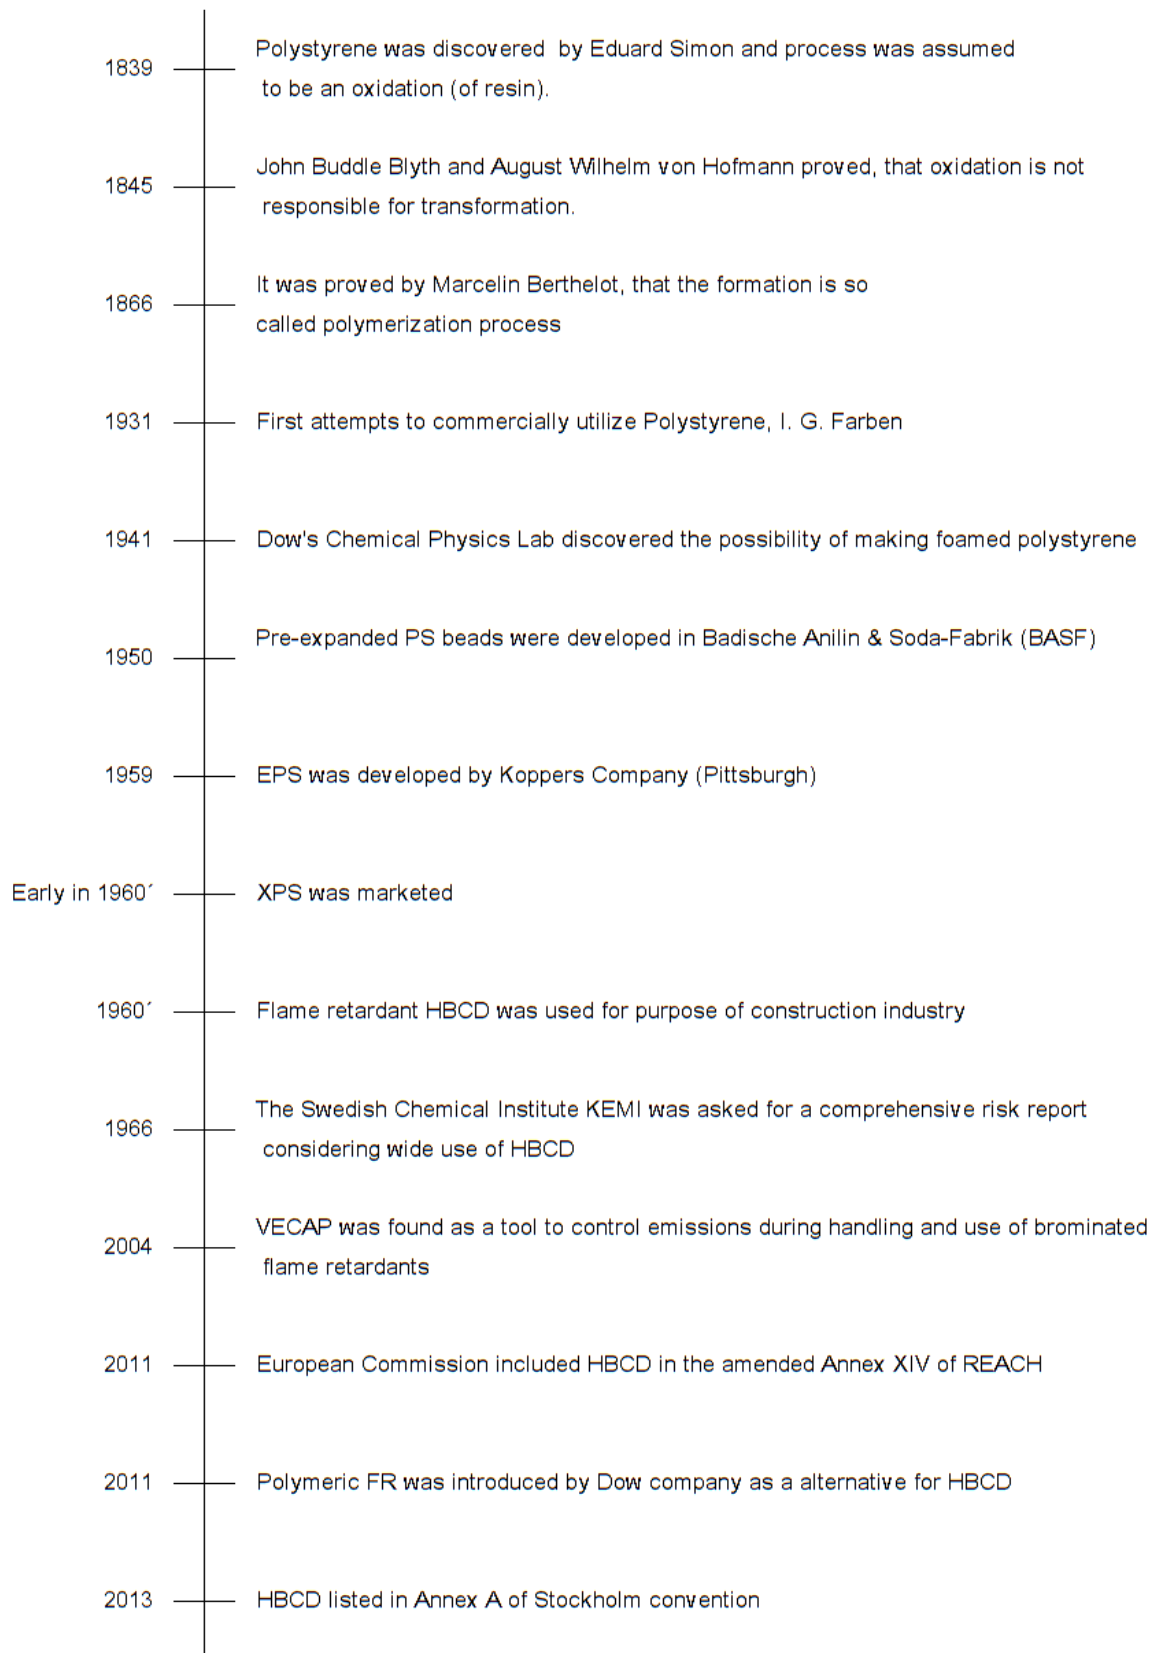 1839
Polystyrene was discovered  by Eduard Simon and process was assumed
to be an oxidation (of resin).
1845
John Buddle Blyth and August Wilhelm von Hofmann proved, that oxidation is not
responsible for transformation.
1866
It was proved by Marcelin Berthelot, that the formation is so
called polymerization process
1931
First attempts to commercially utilize Polystyrene, I. G. Farben
1941
Dow's Chemical Physics Lab discovered the possibility of making foamed polystyrene
1950
Pre-expanded PS beads were developed in Badische Anilin & Soda-Fabrik (BASF)
1959
EPS was developed by Koppers Company (Pittsburgh)
Early in 1960´
XPS was marketed
1960´
Flame retardant HBCD was used for purpose of construction industry
1966
The Swedish Chemical Institute KEMI was asked for a comprehensive risk report
considering wide use of HBCD
2004
VECAP was found as a tool to control emissions during handling and use of brominated
flame retardants
2011
European Commission included HBCD in the amended Annex XIV of REACH
2011
Polymeric FR was introduced by Dow company as a alternative for HBCD
2013
HBCD listed in Annex A of Stockholm convention